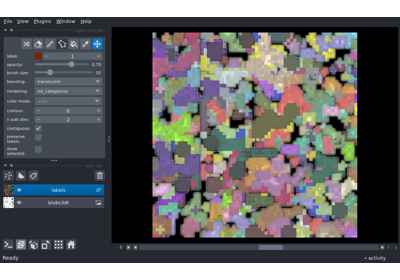 File View Plugins Window Help
label: 1
opacity: 0.70
brush size: 10
blending: translucent
rendering: iso_categorical
color mode:
contour: 0
n edit dim: 2
contiguous:
preserve
labels:
show
selected:
labels
blobs3dt
Ready
activity